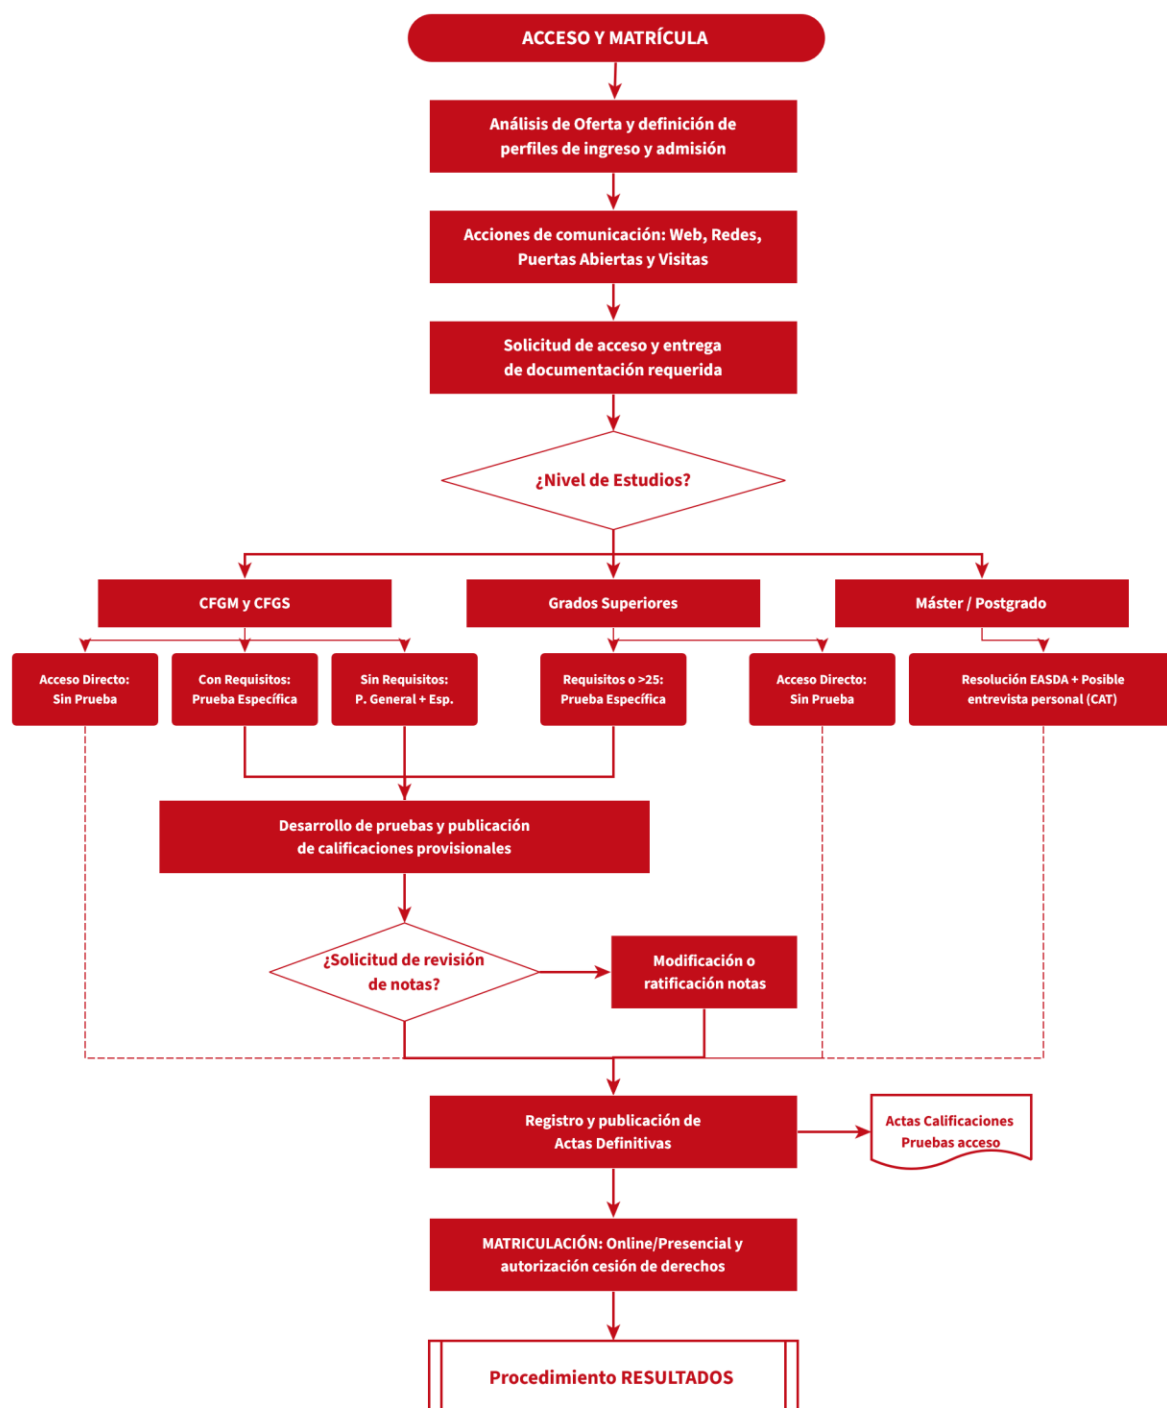 ACCESO Y MATRÍCULA
Análisis de Oferta y definición de
perfiles de ingreso y admisión
Acciones de comunicación: Web, Redes,
Puertas Abiertas y Visitas
Solicitud de acceso y entrega
de documentación requerida
¿Nivel de Estudios?
CFGM y CFGS
Grados Superiores
Máster / Postgrado
Acceso Directo:
Sin Prueba
Con Requisitos:
Prueba Específica
Sin Requisitos:
P. General + Esp.
Requisitos o >25:
Prueba Específica
Acceso Directo:
Sin Prueba
Resolución EASDA + Posible
entrevista personal (CAT)
Desarrollo de pruebas y publicación
de calificaciones provisionales
¿Solicitud de revisión
de notas?
Modificación o
ratificación notas
Registro y publicación de
Actas Definitivas
Actas Calificaciones
Pruebas acceso
MATRICULACIÓN: Online/Presencial y
autorización cesión de derechos
Procedimiento RESULTADOS